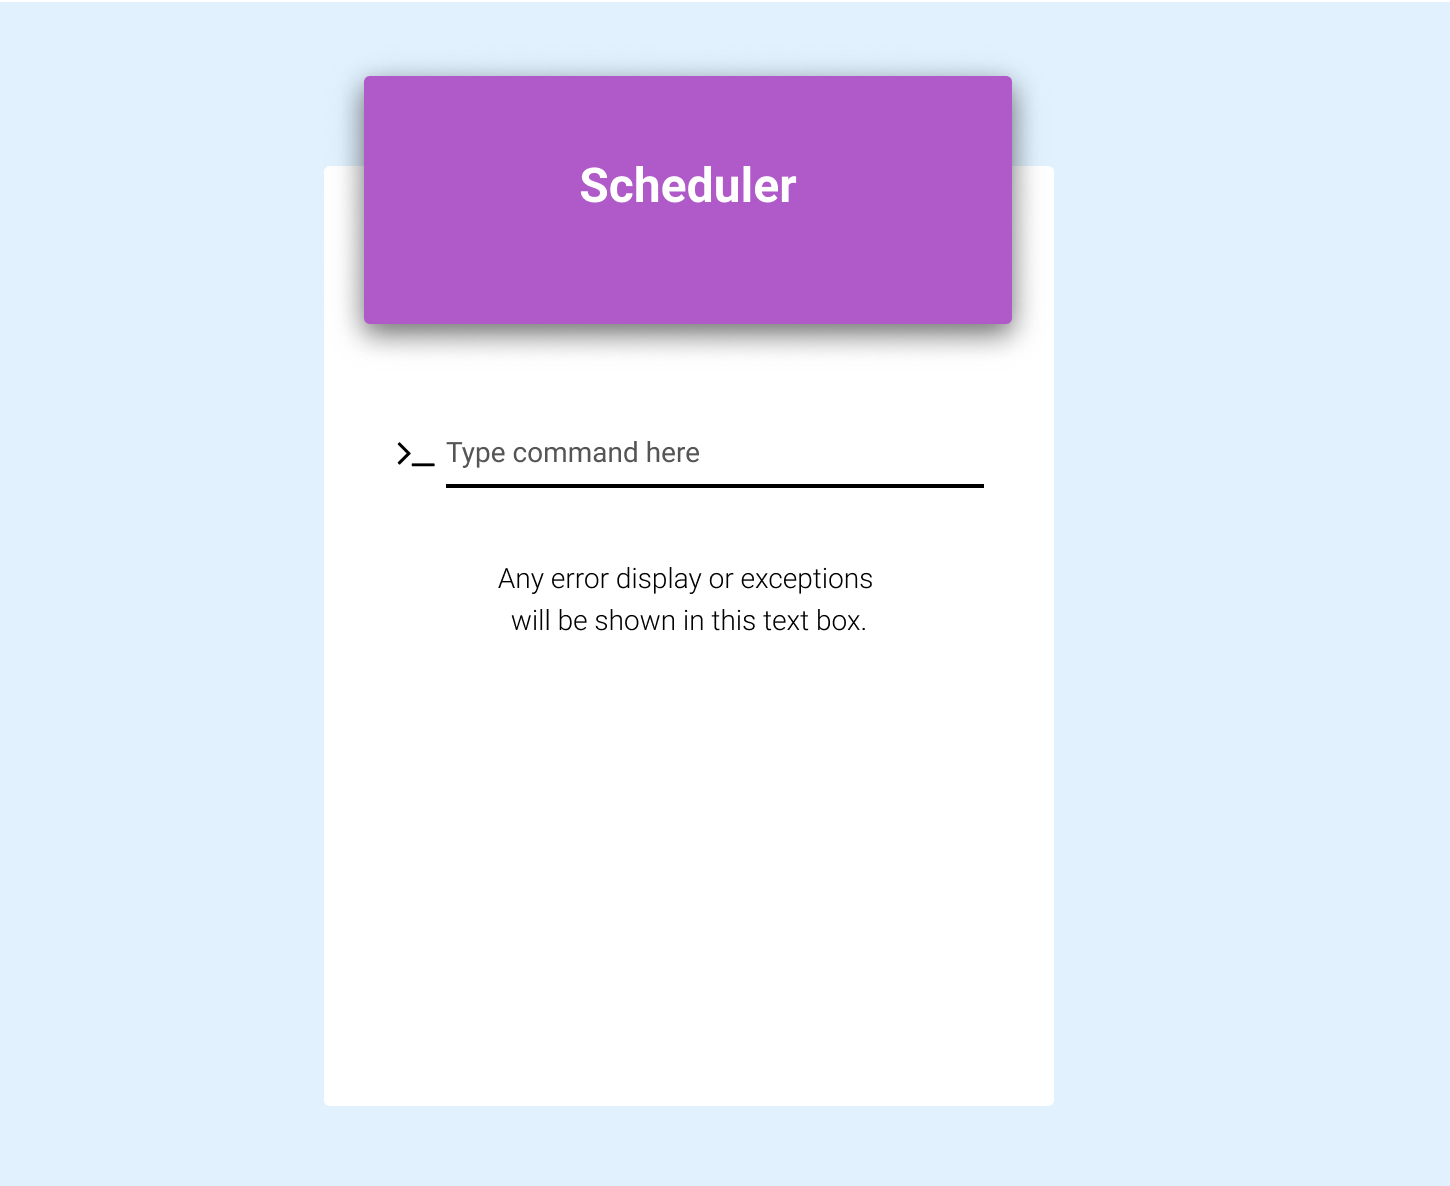 Scheduler
Type command here
Any error display or exceptions
will be shown in this text box.